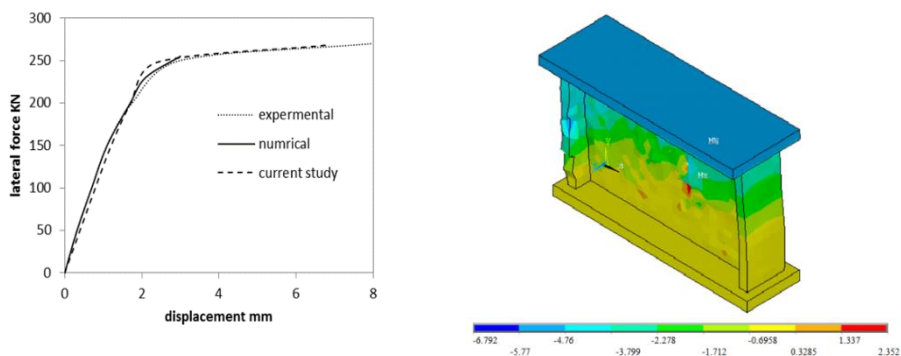 300
250
200
150
100
50
0
0 2 4 6 8
lateral force KN
displacement mm
expermental
numrical
current study
MN
MX
-6.792 -4.76 -2.278 -0.6958 1.337
-5.77 -3.799 -1.712 0.3285 2.352